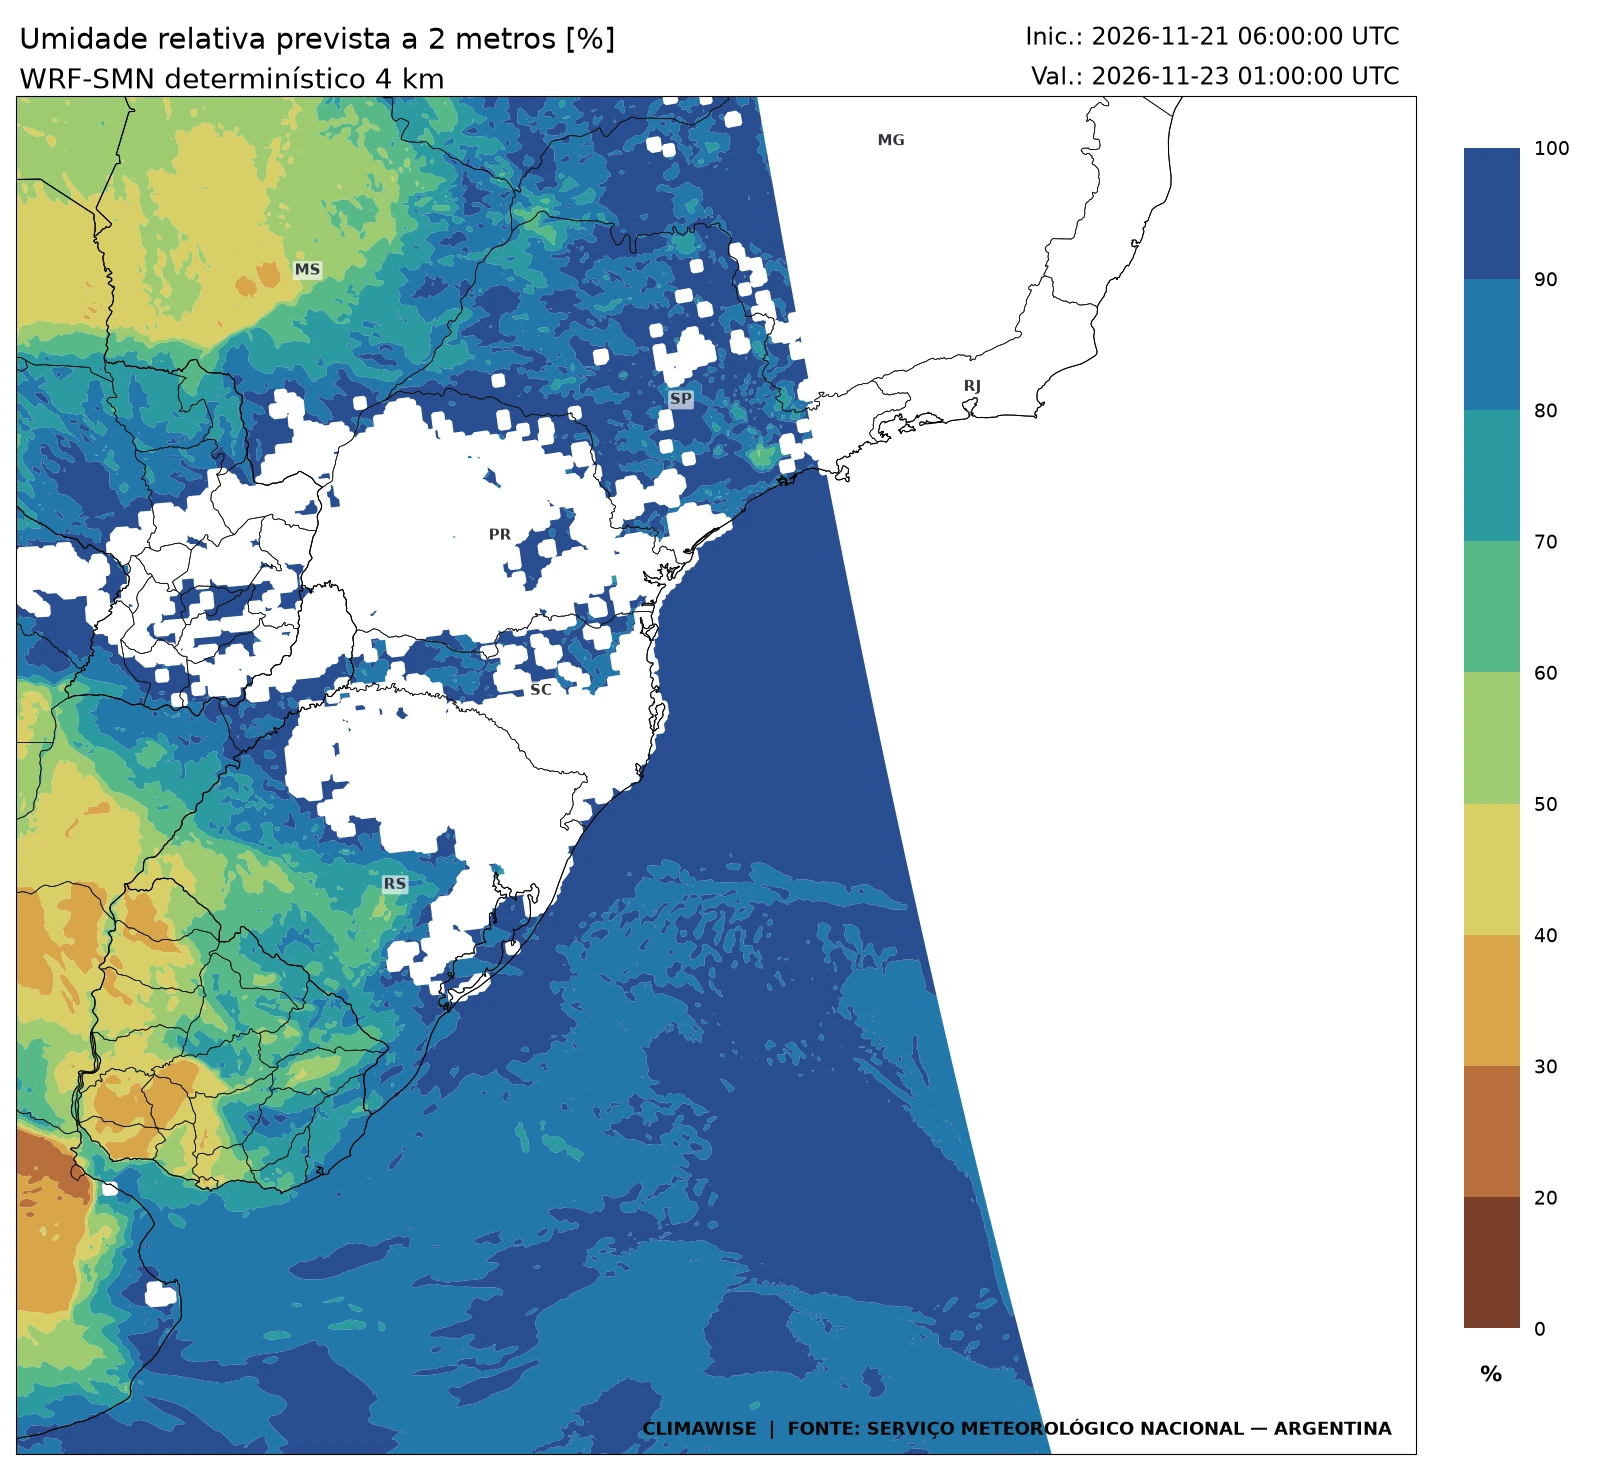 Umidade relativa prevista a 2 metros [%]
WRF-SMN determinístico 4 km
Inic.: 2026-11-21 06:00:00 UTC
Val.: 2026-11-23 01:00:00 UTC
MG
MS
RJ
SP
PR
SC
RS
100
90
80
70
60
50
40
30
20
0
%
CLIMAWISE | FONTE: SERVIÇO METEOROLÓGICO NACIONAL — ARGENTINA